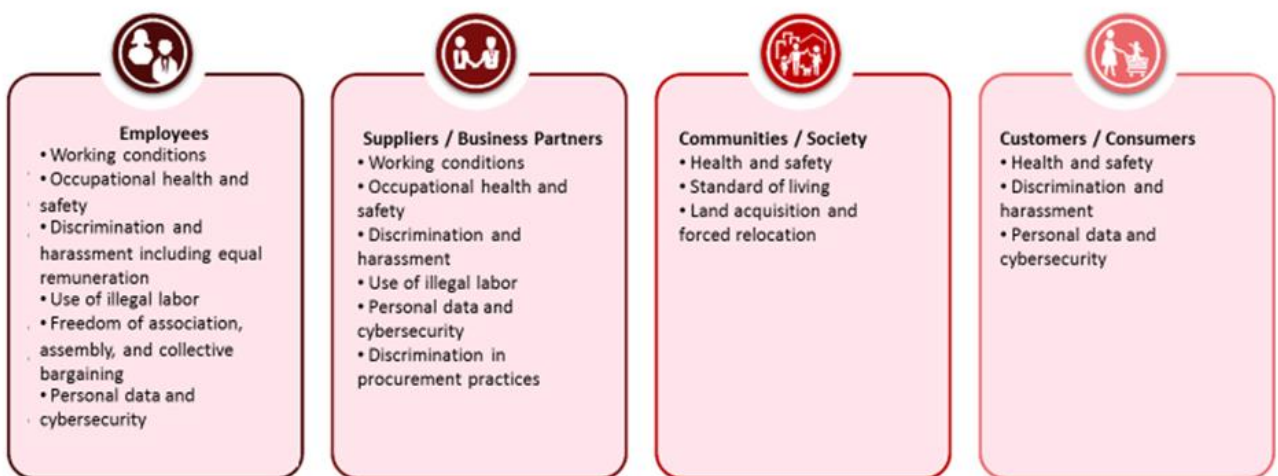 Employees
• Working conditions
• Occupational health and
safety
• Discrimination and
harassment including equal
remuneration
• Use of illegal labor
• Freedom of association,
assembly, and collective
bargaining
• Personal data and
cybersecurity
Suppliers / Business Partners
• Working conditions
• Occupational health and
safety
• Discrimination and
harassment
• Use of illegal labor
• Personal data and
cybersecurity
• Discrimination in
procurement practices
Communities / Society
• Health and safety
• Standard of living
• Land acquisition and
forced relocation
Customers / Consumers
• Health and safety
• Discrimination and
harassment
• Personal data and
cybersecurity